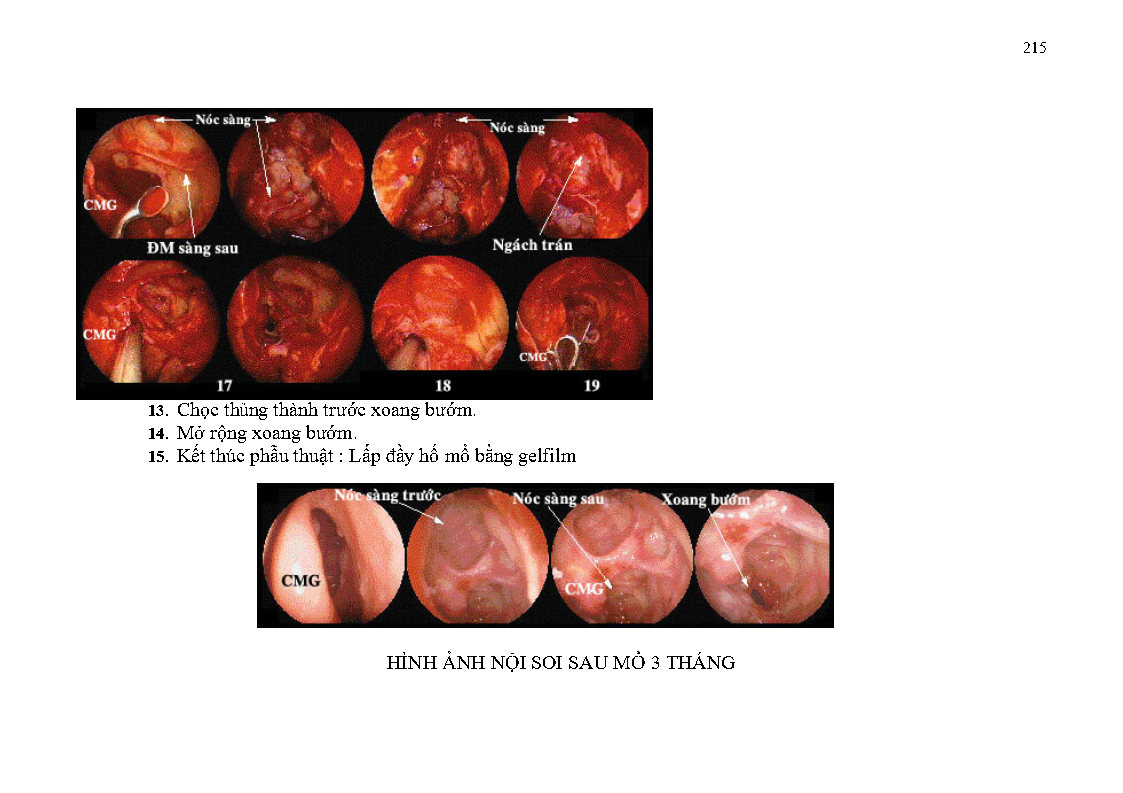 215
Nóc sàng
Nóc sàng
CMG
ĐM sàng sau
Ngách trán
CMG
CMG
17 18 19
13. Chọc thủng thành trước xoang bướm.
14. Mở rộng xoang bướm.
15. Kết thúc phẫu thuật : Lấp đầy hố mổ bằng gelfilm
Nóc sàng trước Nóc sàng sau Xoang bướm
CMG
CMG
HÌNH ẢNH NỘI SOI SAU MỔ 3 THÁNG